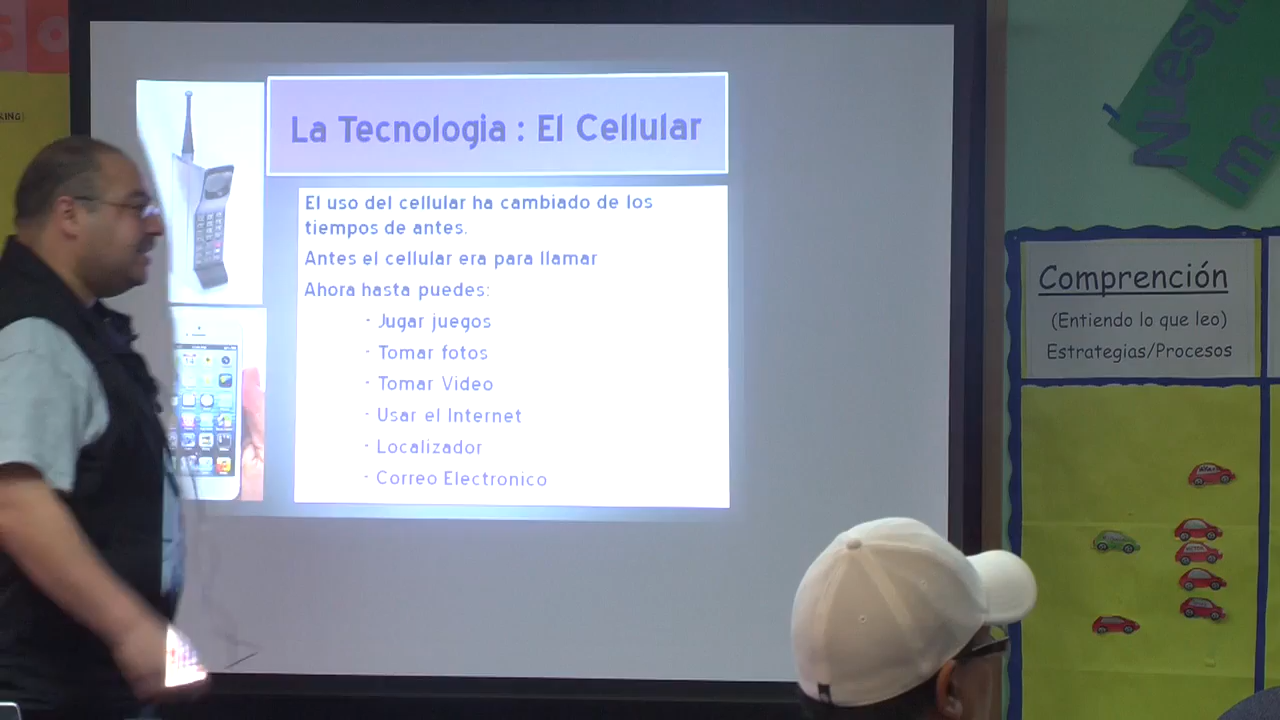 KING)
La Tecnologia : El Cellular
El uso del cellular ha cambiado de los
tiempos de antes.
Antes el cellular era para llamar
Ahora hasta puedes:
- Jugar juegos
- Tomar fotos
- Tomar Video
- Usar el Internet
- Localizador
- Correo Electronico
Comprención
(Entiendo lo que leo)
Estrategias/Procesos